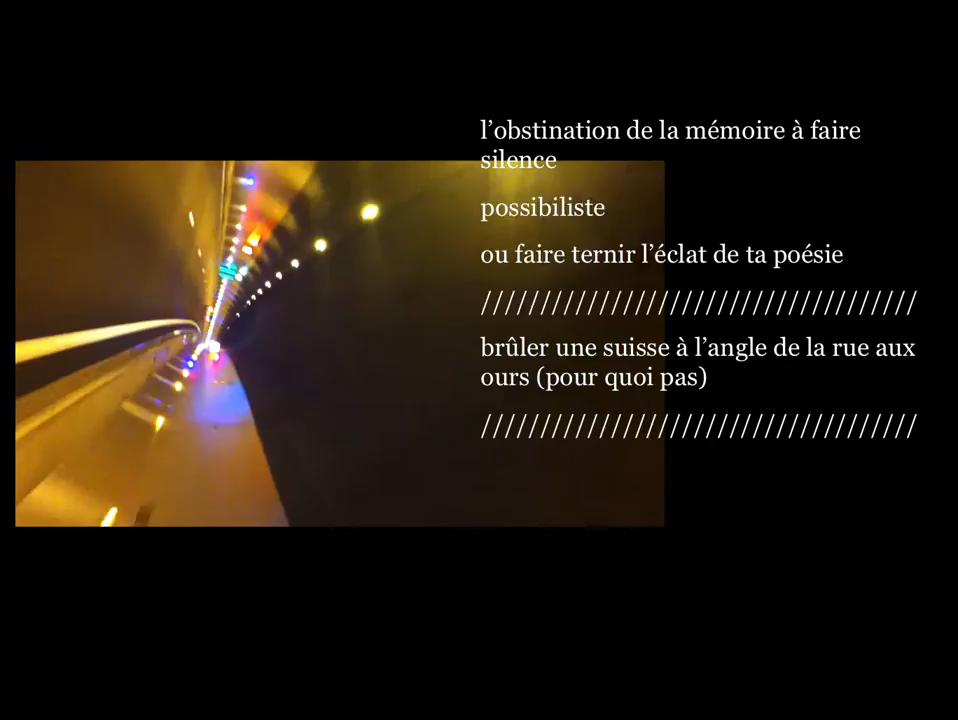 l’obstination de la mémoire à faire
silence
possibiliste
ou faire ternir l’éclat de ta poésie
/////////////////////////////////////
brûler une suisse à l’angle de la rue aux
ours (pour quoi pas)
/////////////////////////////////////